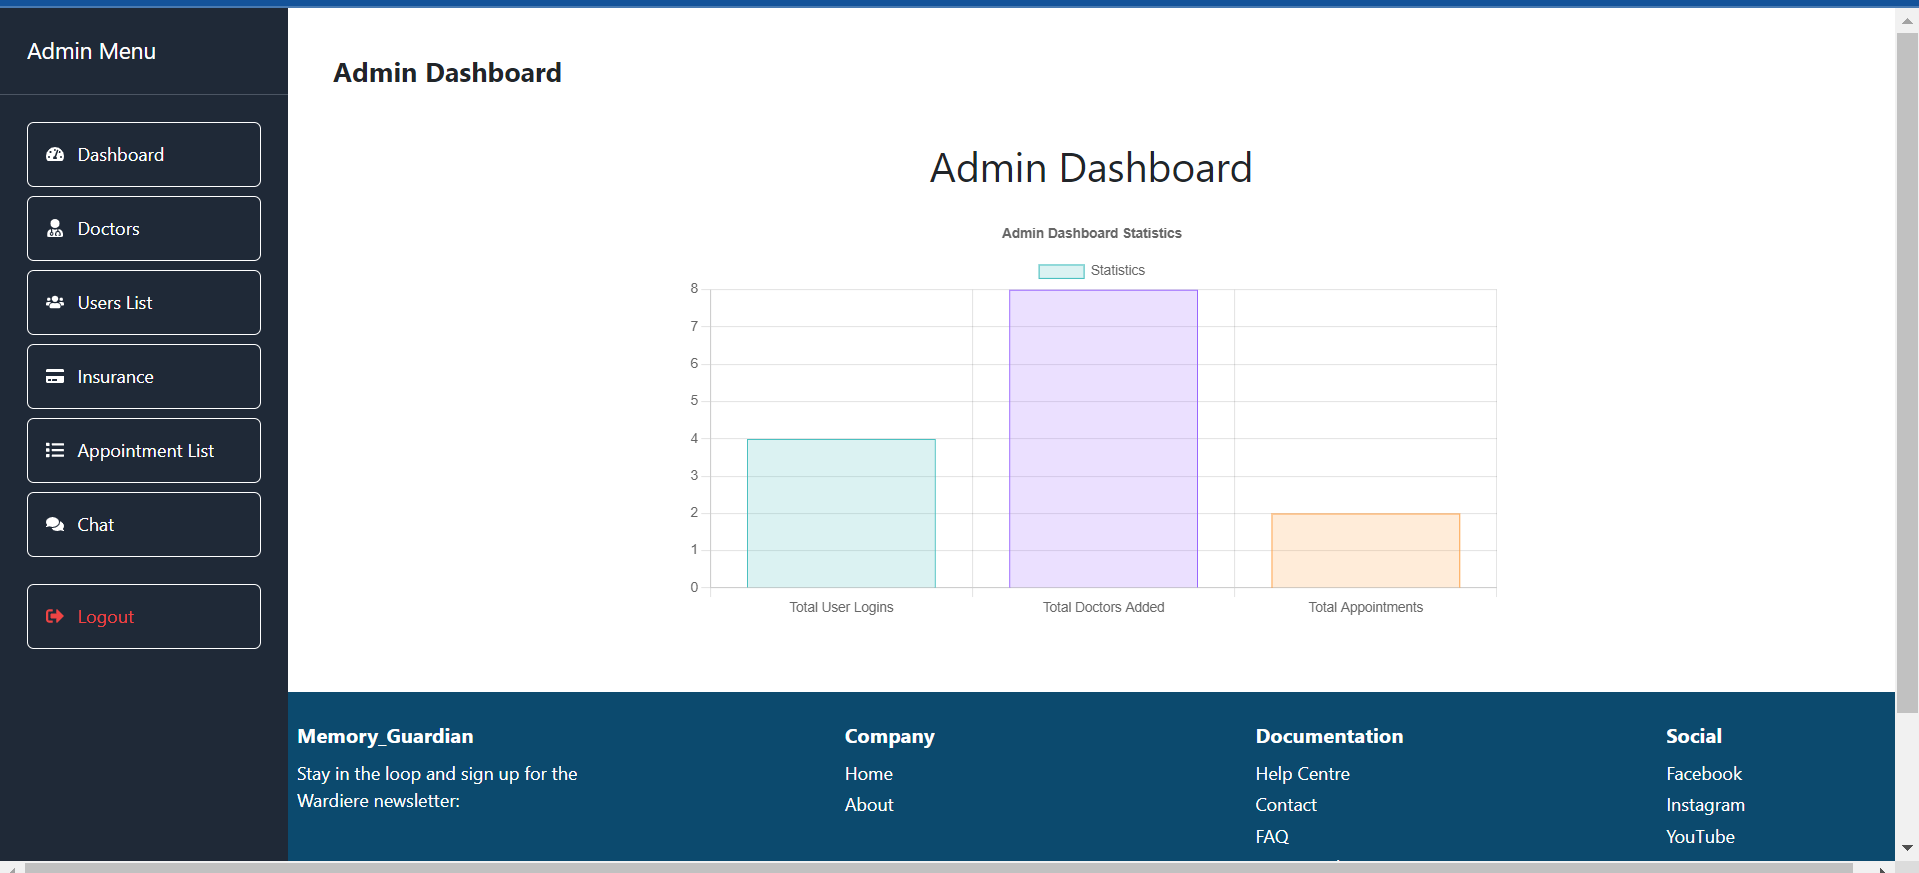 Admin Menu
Dashboard
Doctors
Users List
Insurance
Appointment List
Chat
Logout
Admin Dashboard
Admin Dashboard
Admin Dashboard Statistics
Statistics
8
7
6
5
4
3
2
1
0
Total User Logins
Total Doctors Added
Total Appointments
Memory_Guardian
Stay in the loop and sign up for the
Wardiere newsletter:
Company
Home
About
Documentation
Help Centre
Contact
FAQ
Social
Facebook
Instagram
YouTube